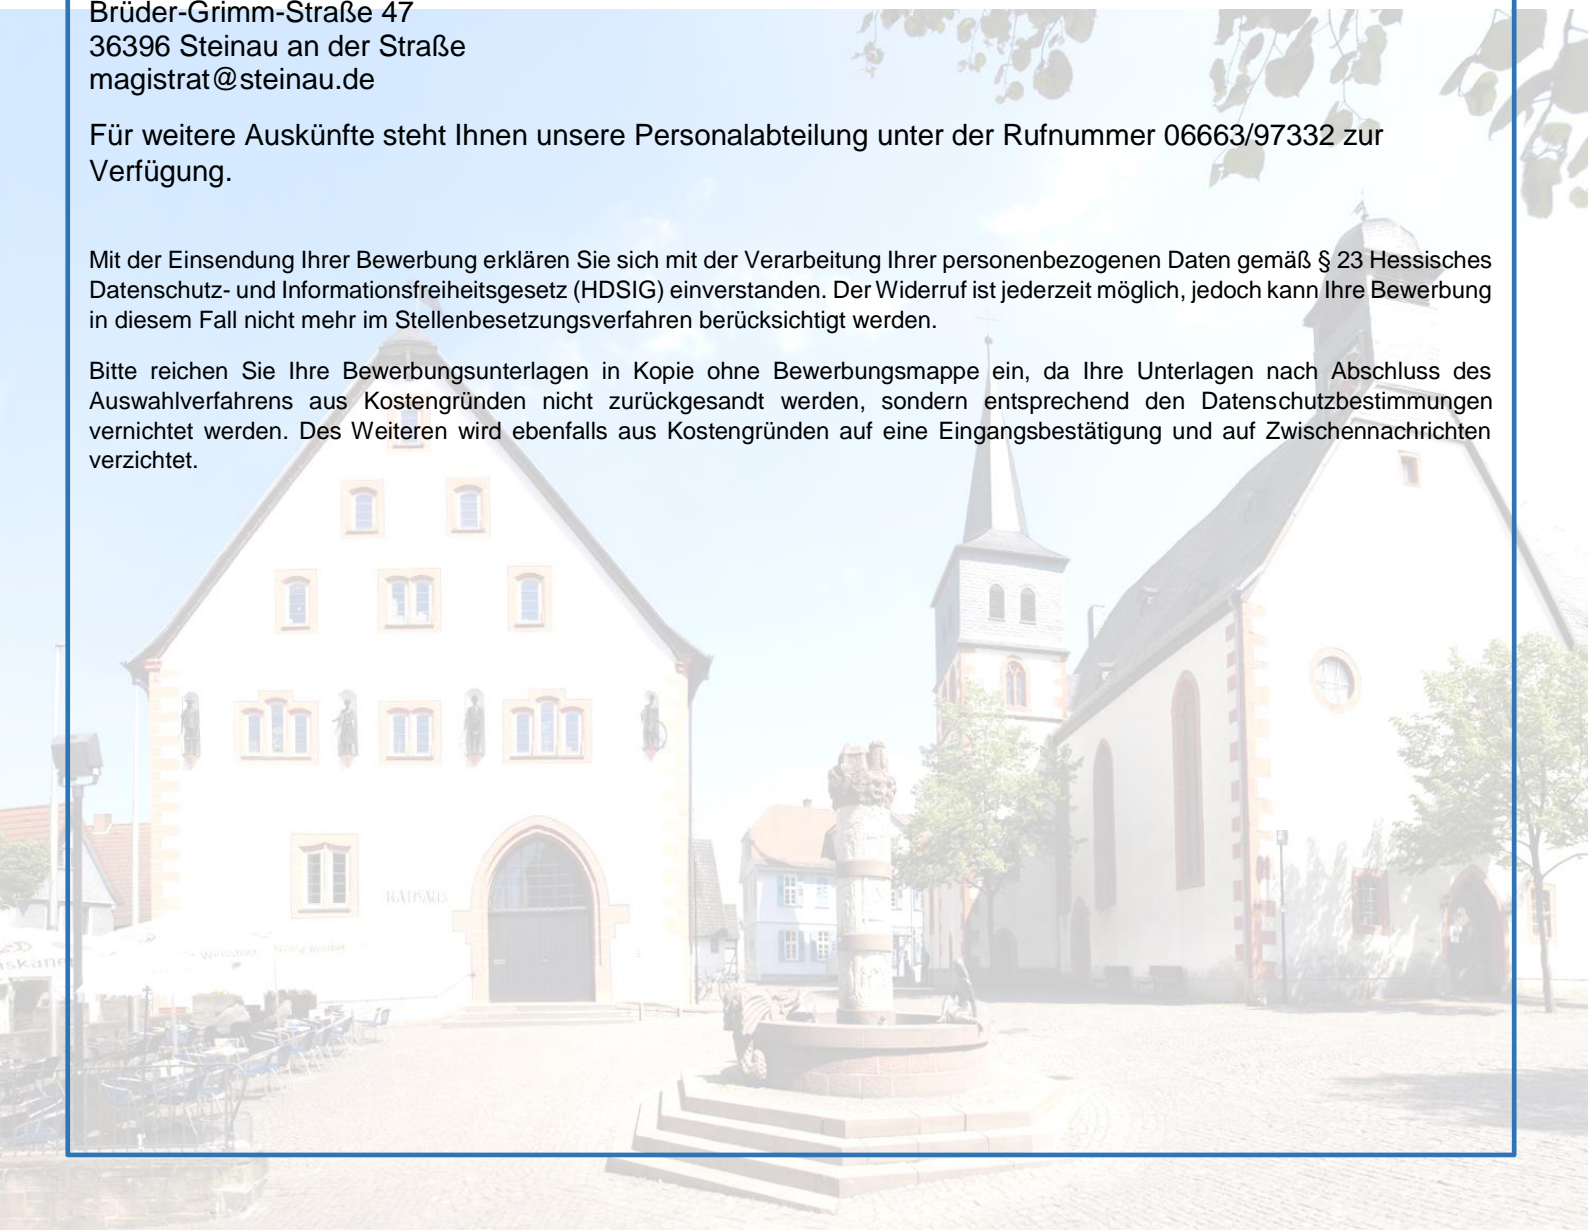 Brüder-Grimm-Straße 47
36396 Steinau an der Straße
magistrat@steinau.de
Für weitere Auskünfte steht Ihnen unsere Personalabteilung unter der Rufnummer 06663/97332 zur
Verfügung.
Mit der Einsendung Ihrer Bewerbung erklären Sie sich mit der Verarbeitung Ihrer personenbezogenen Daten gemäß § 23 Hessisches
Datenschutz- und Informationsfreiheitsgesetz (HDSIG) einverstanden. Der Widerruf ist jederzeit möglich, jedoch kann Ihre Bewerbung
in diesem Fall nicht mehr im Stellenbesetzungsverfahren berücksichtigt werden.
Bitte reichen Sie Ihre Bewerbungsunterlagen in Kopie ohne Bewerbungsmappe ein, da Ihre Unterlagen nach Abschluss des
Auswahlverfahrens aus Kostengründen nicht zurückgesandt werden, sondern entsprechend den Datenschutzbestimmungen
vernichtet werden. Des Weiteren wird ebenfalls aus Kostengründen auf eine Eingangsbestätigung und auf Zwischennachrichten
verzichtet.
RATHAUS